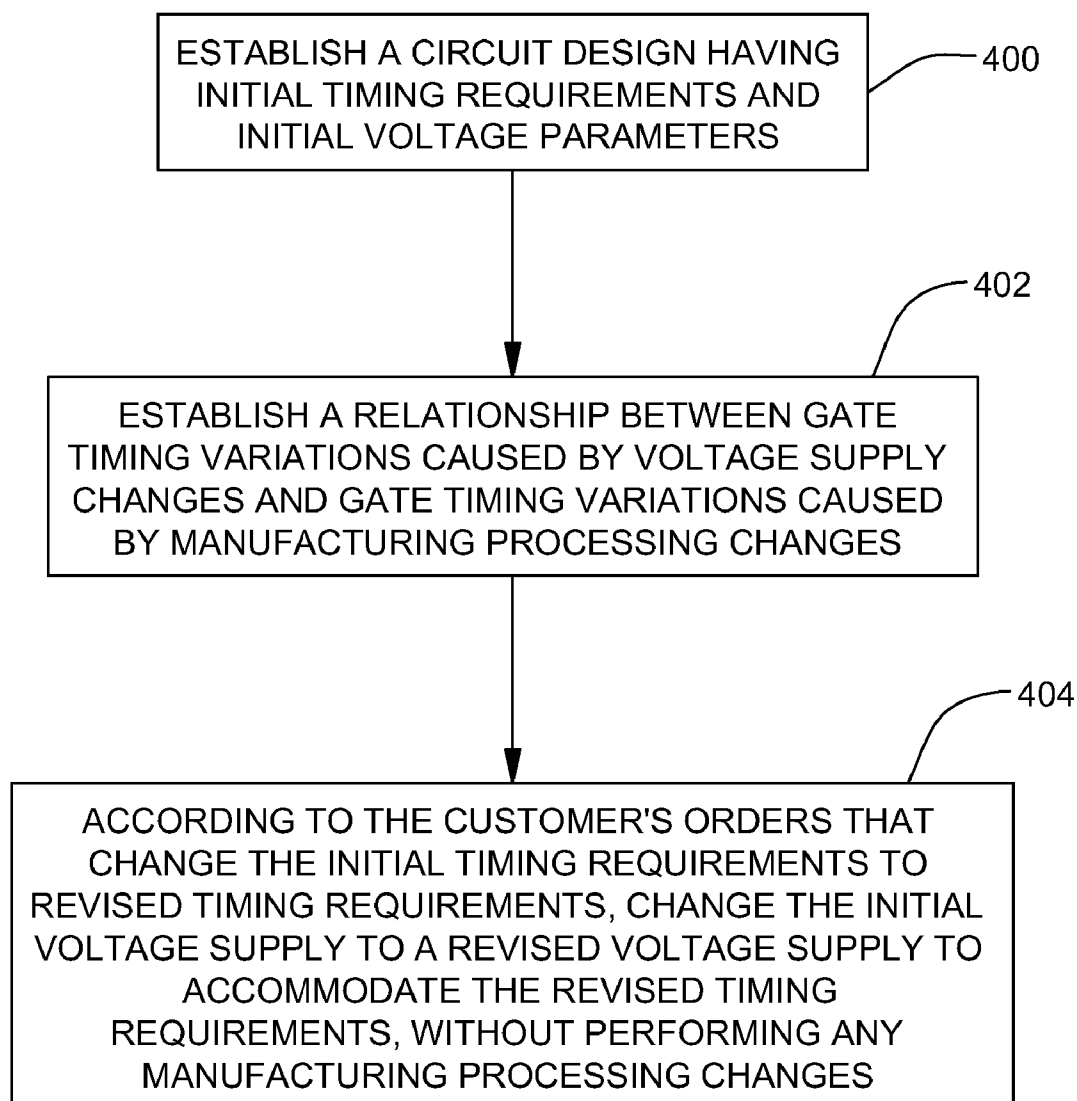 ESTABLISH A CIRCUIT DESIGN HAVING
INITIAL TIMING REQUIREMENTS AND
INITIAL VOLTAGE PARAMETERS
400
402
ESTABLISH A RELATIONSHIP BETWEEN GATE
TIMING VARIATIONS CAUSED BY VOLTAGE SUPPLY
CHANGES AND GATE TIMING VARIATIONS CAUSED
BY MANUFACTURING PROCESSING CHANGES
404
ACCORDING TO THE CUSTOMER'S ORDERS THAT
CHANGE THE INITIAL TIMING REQUIREMENTS TO
REVISED TIMING REQUIREMENTS, CHANGE THE INITIAL
VOLTAGE SUPPLY TO A REVISED VOLTAGE SUPPLY TO
ACCOMMODATE THE REVISED TIMING
REQUIREMENTS, WITHOUT PERFORMING ANY
MANUFACTURING PROCESSING CHANGES